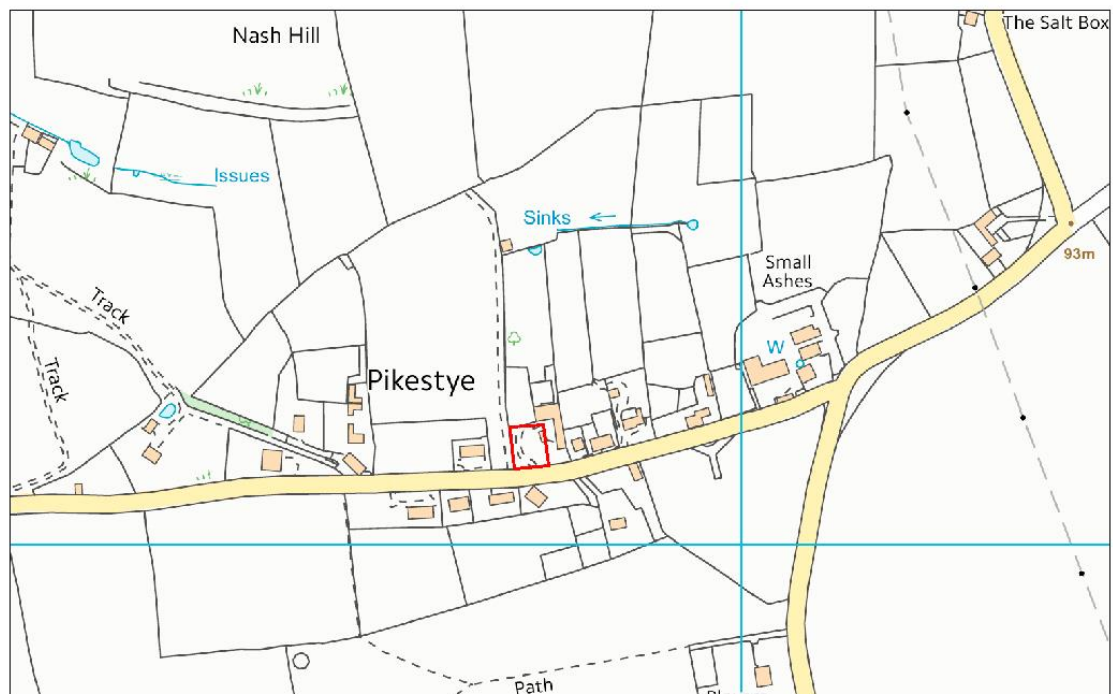 Nash Hill
The Salt Box
Issues
Sinks
93m
Small
Ashes
Track
Track
W
Pikestye
Path